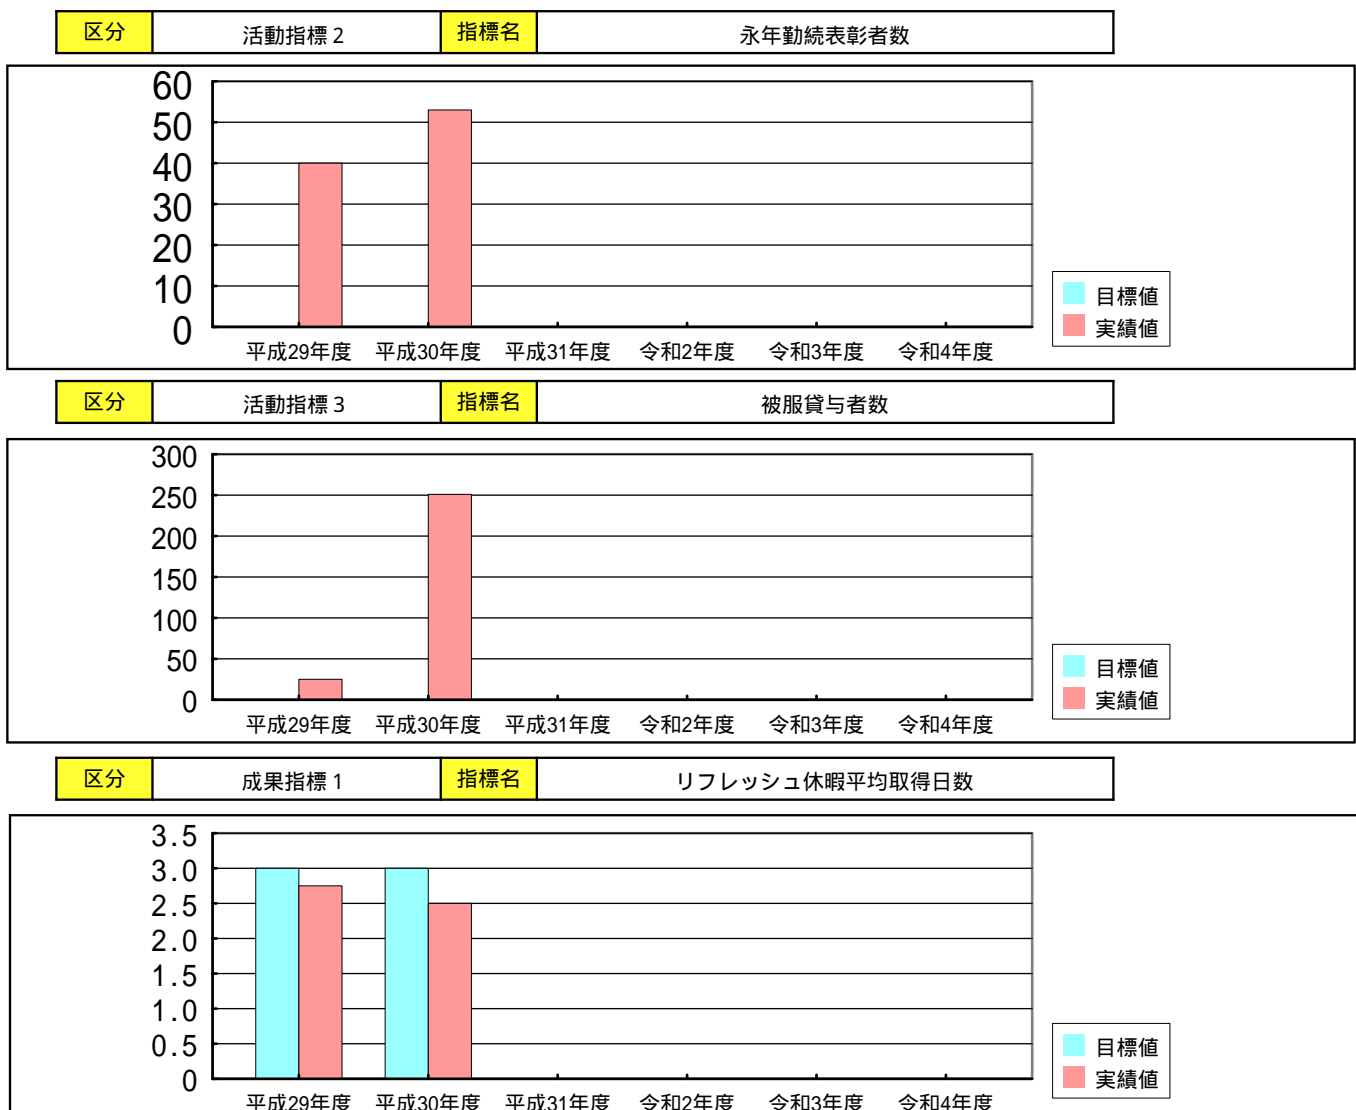 区分 活動指標2 指標名 永年勤続表彰者数
60
50
40
30
20
10
0
平成29年度 平成30年度 平成31年度 令和2年度 令和3年度 令和4年度
目標値
実績値
区分 活動指標3 指標名 被服貸与者数
300
250
200
150
100
50
0
平成29年度 平成30年度 平成31年度 令和2年度 令和3年度 令和4年度
目標値
実績値
区分 成果指標1 指標名 リフレッシュ休暇平均取得日数
3.5
3.0
2.5
2.0
1.5
1.0
0.5
0
平成29年度 平成30年度 平成31年度 令和2年度 令和3年度 令和4年度
目標値
実績値